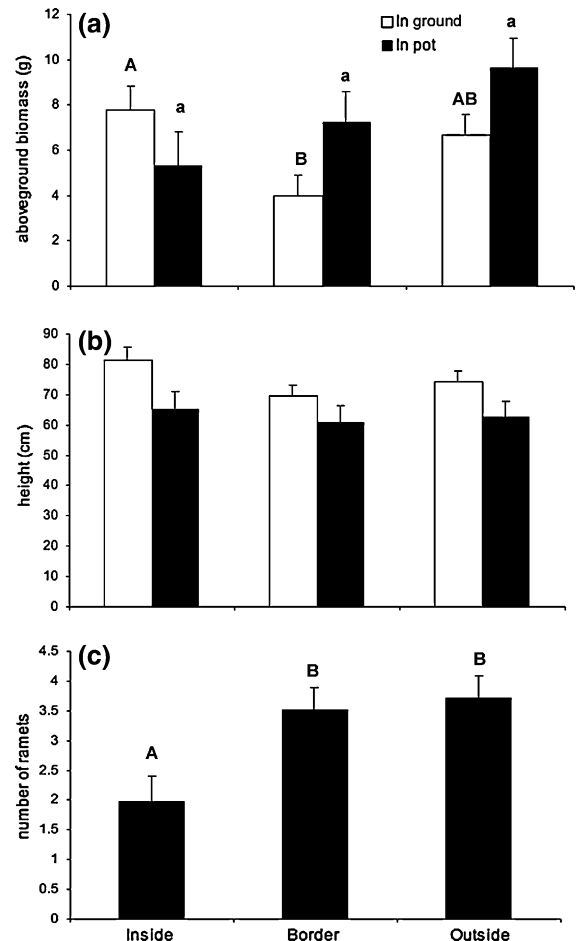 (a)
In ground
In pot
aboveground biomass (g)
12
10
8
6
4
2
0
A
a
B
a
AB
a
(b)
height (cm)
90
80
70
60
50
40
30
20
10
0
(c)
number of ramets
4.5
4
3.5
3
2.5
2
1.5
1
0.5
0
A
B
B
Inside Border Outside